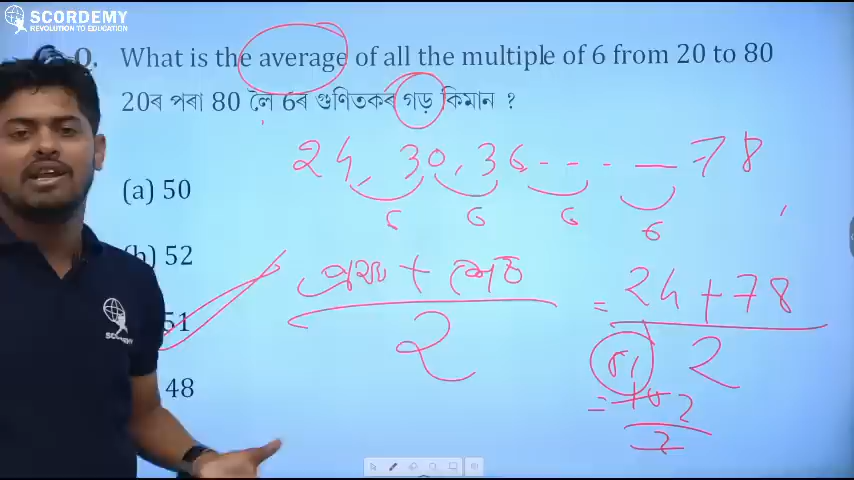 SCORDEMY
REVOLUTION TO EDUCATION
Q. What is the average of all the multiple of 6 from 20 to 80
20ৰ পৰা 80 লৈ 6ৰ গুণিতকৰ গড় কিমান ?
24, 30, 36 - - - — 78
6 6 6 6
(a) 50
(b) 52
51
48
প্ৰথম + শেষ
2
= 24 + 78
2
51
= 102
2